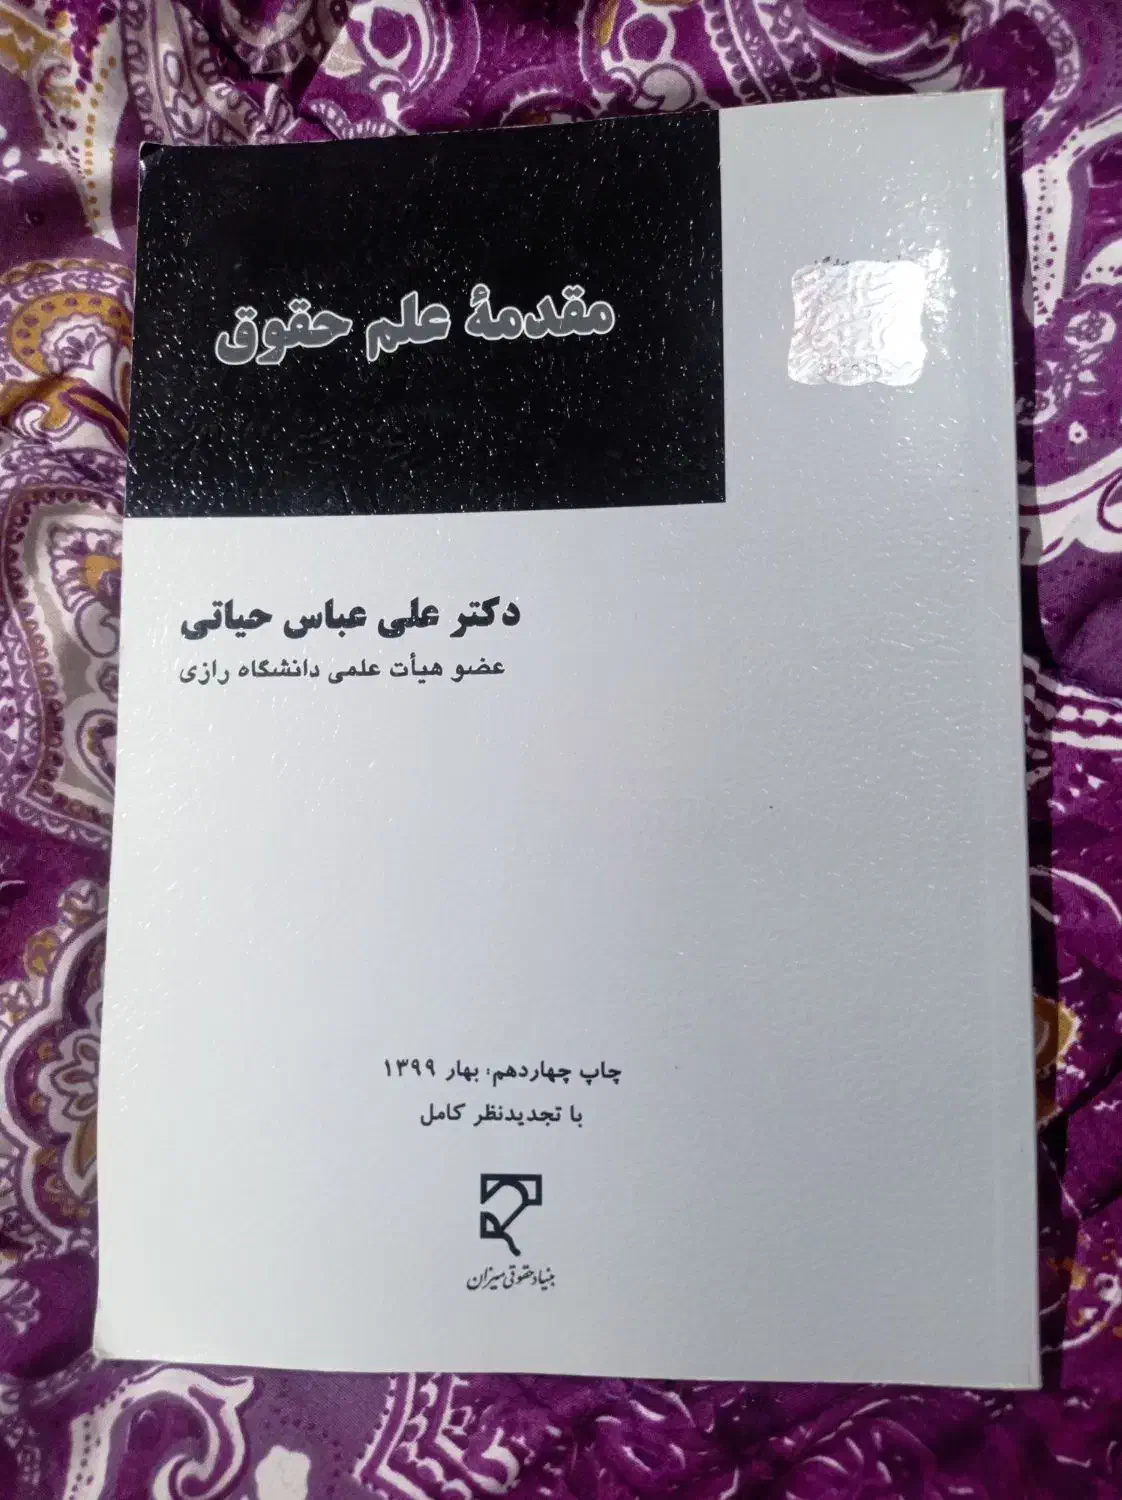 مقدمهٔ علم حقوق
دکتر علی عباس حیاتی
عضو هیأت علمی دانشگاه رازی
چاپ چهاردهم: بهار ۱۳۹۹
با تجدیدنظر کامل
بنیاد حقوقی میزان